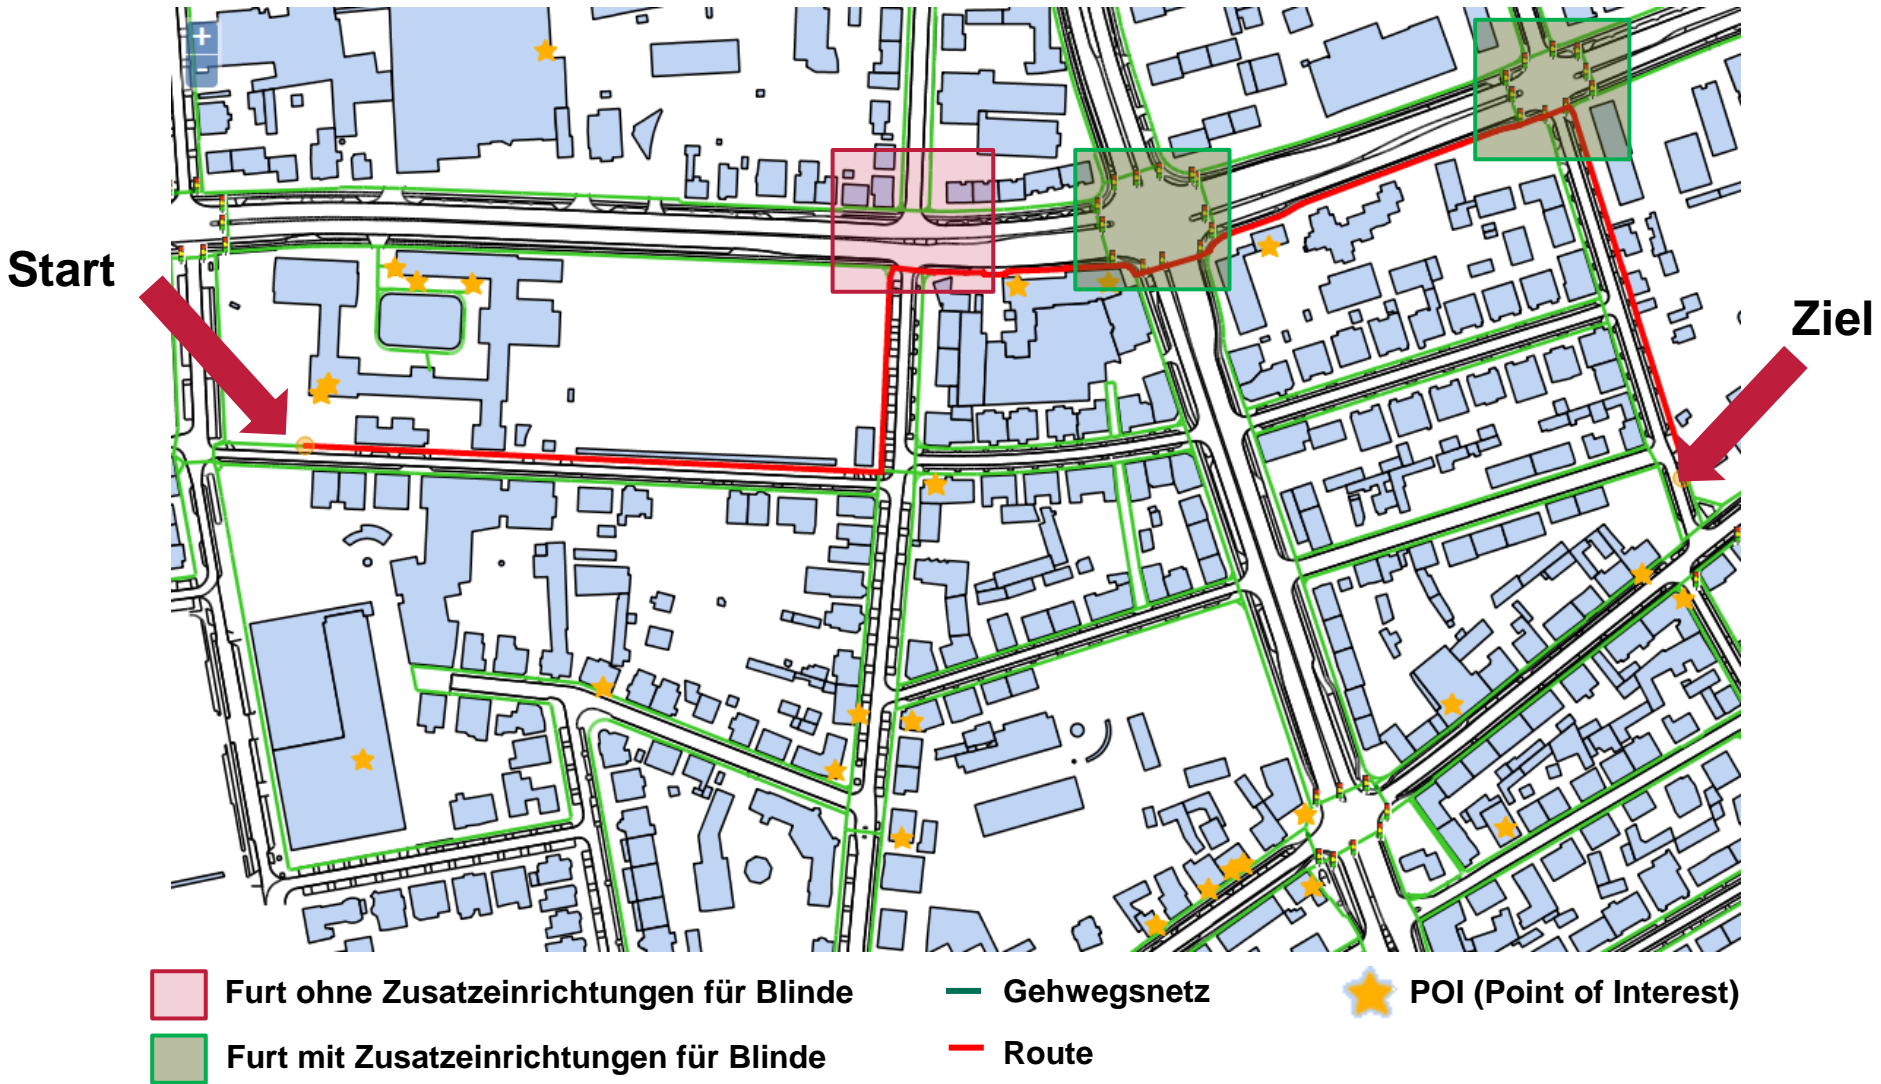 +
Start
Ziel
Furt ohne Zusatzeinrichtungen für Blinde
Gehwegsnetz
POI (Point of Interest)
Furt mit Zusatzeinrichtungen für Blinde
Route